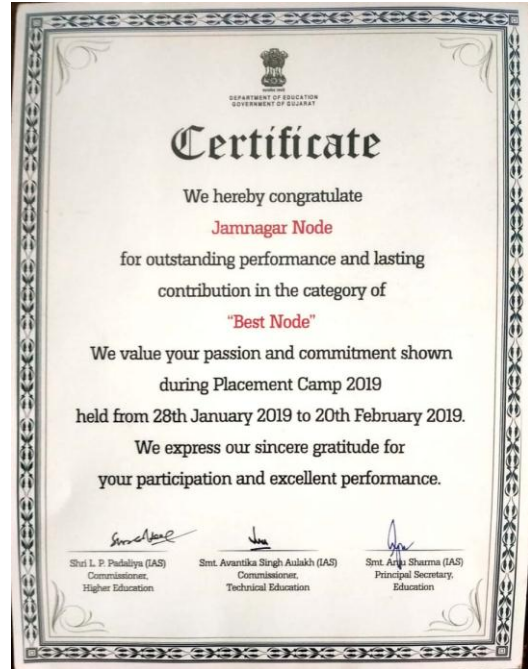 DEPARTMENT OF EDUCATION
GOVERNMENT OF GUJARAT
Certificate
We hereby congratulate
Jamnagar Node
for outstanding performance and lasting
contribution in the category of
“Best Node”
We value your passion and commitment shown
during Placement Camp 2019
held from 28th January 2019 to 20th February 2019.
We express our sincere gratitude for
your participation and excellent performance.
Shri L. P. Padaliya (IAS)
Commissioner,
Higher Education
Smt. Avantika Singh Aulakh (IAS)
Commissioner,
Technical Education
Smt. Anju Sharma (IAS)
Principal Secretary,
Education